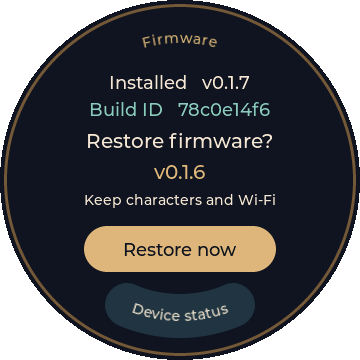 Firmware
Installed v0.1.7
Build ID 78c0e14f6
Restore firmware?
v0.1.6
Keep characters and Wi-Fi
Restore now
Device status